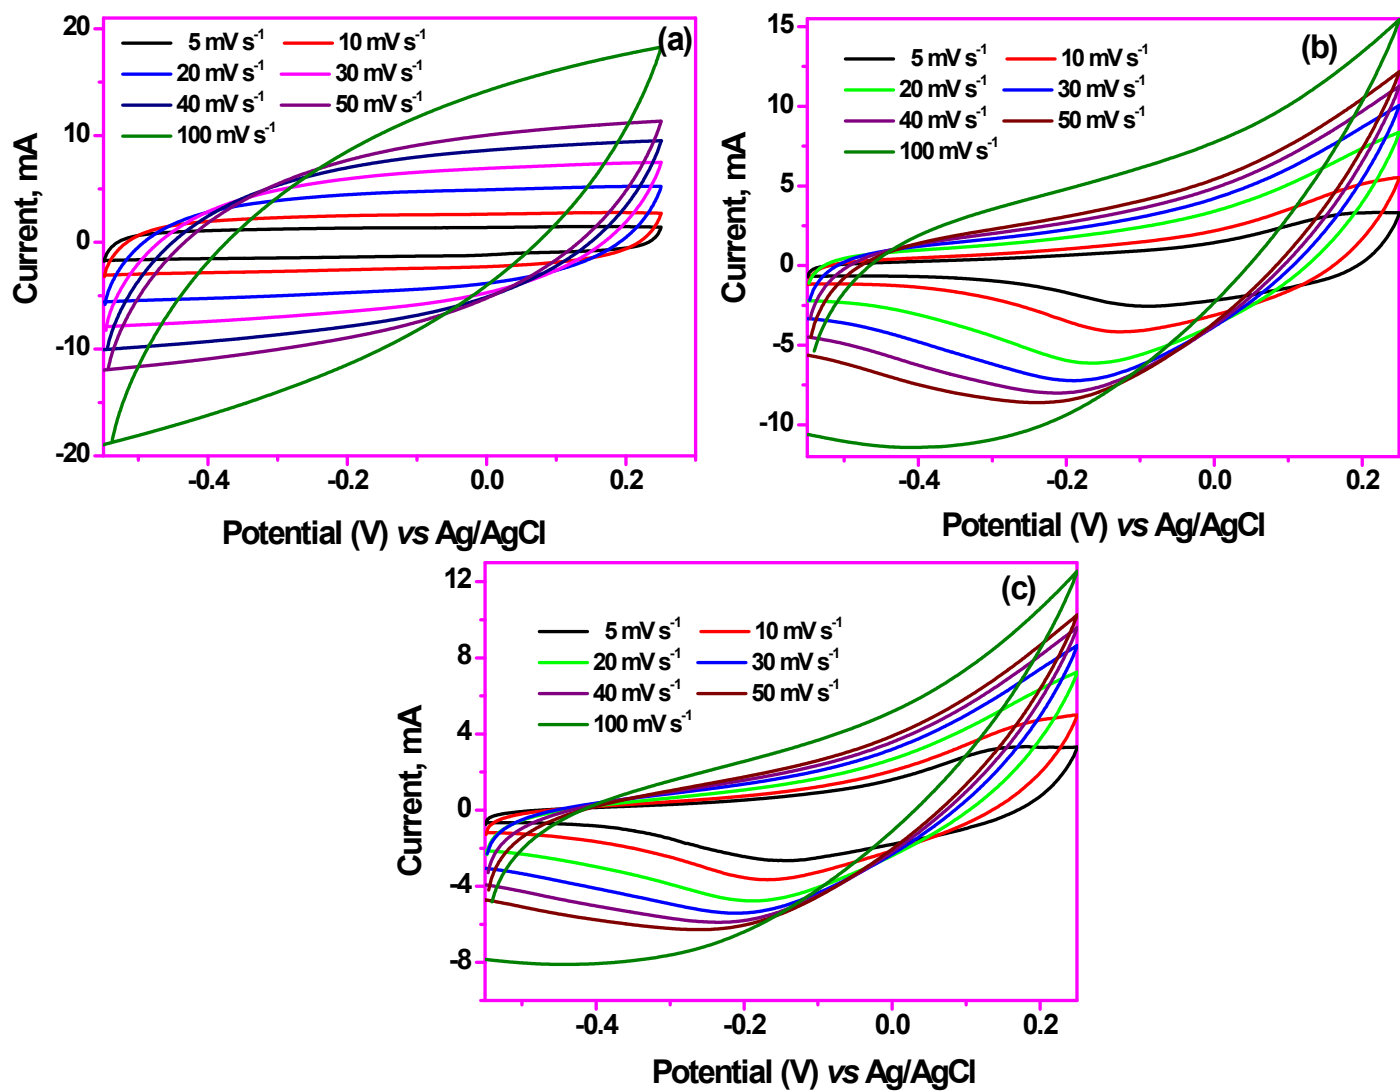 (a)
5 mV s⁻¹ 10 mV s⁻¹
20 mV s⁻¹ 30 mV s⁻¹
40 mV s⁻¹ 50 mV s⁻¹
100 mV s⁻¹
20
10
0
-10
-20
Current, mA
-0.4 -0.2 0.0 0.2
Potential (V) vs Ag/AgCl
(b)
5 mV s⁻¹ 10 mV s⁻¹
20 mV s⁻¹ 30 mV s⁻¹
40 mV s⁻¹ 50 mV s⁻¹
100 mV s⁻¹
15
10
5
0
-5
-10
Current, mA
-0.4 -0.2 0.0 0.2
Potential (V) vs Ag/AgCl
(c)
5 mV s⁻¹ 10 mV s⁻¹
20 mV s⁻¹ 30 mV s⁻¹
40 mV s⁻¹ 50 mV s⁻¹
100 mV s⁻¹
12
8
4
0
-4
-8
Current, mA
-0.4 -0.2 0.0 0.2
Potential (V) vs Ag/AgCl